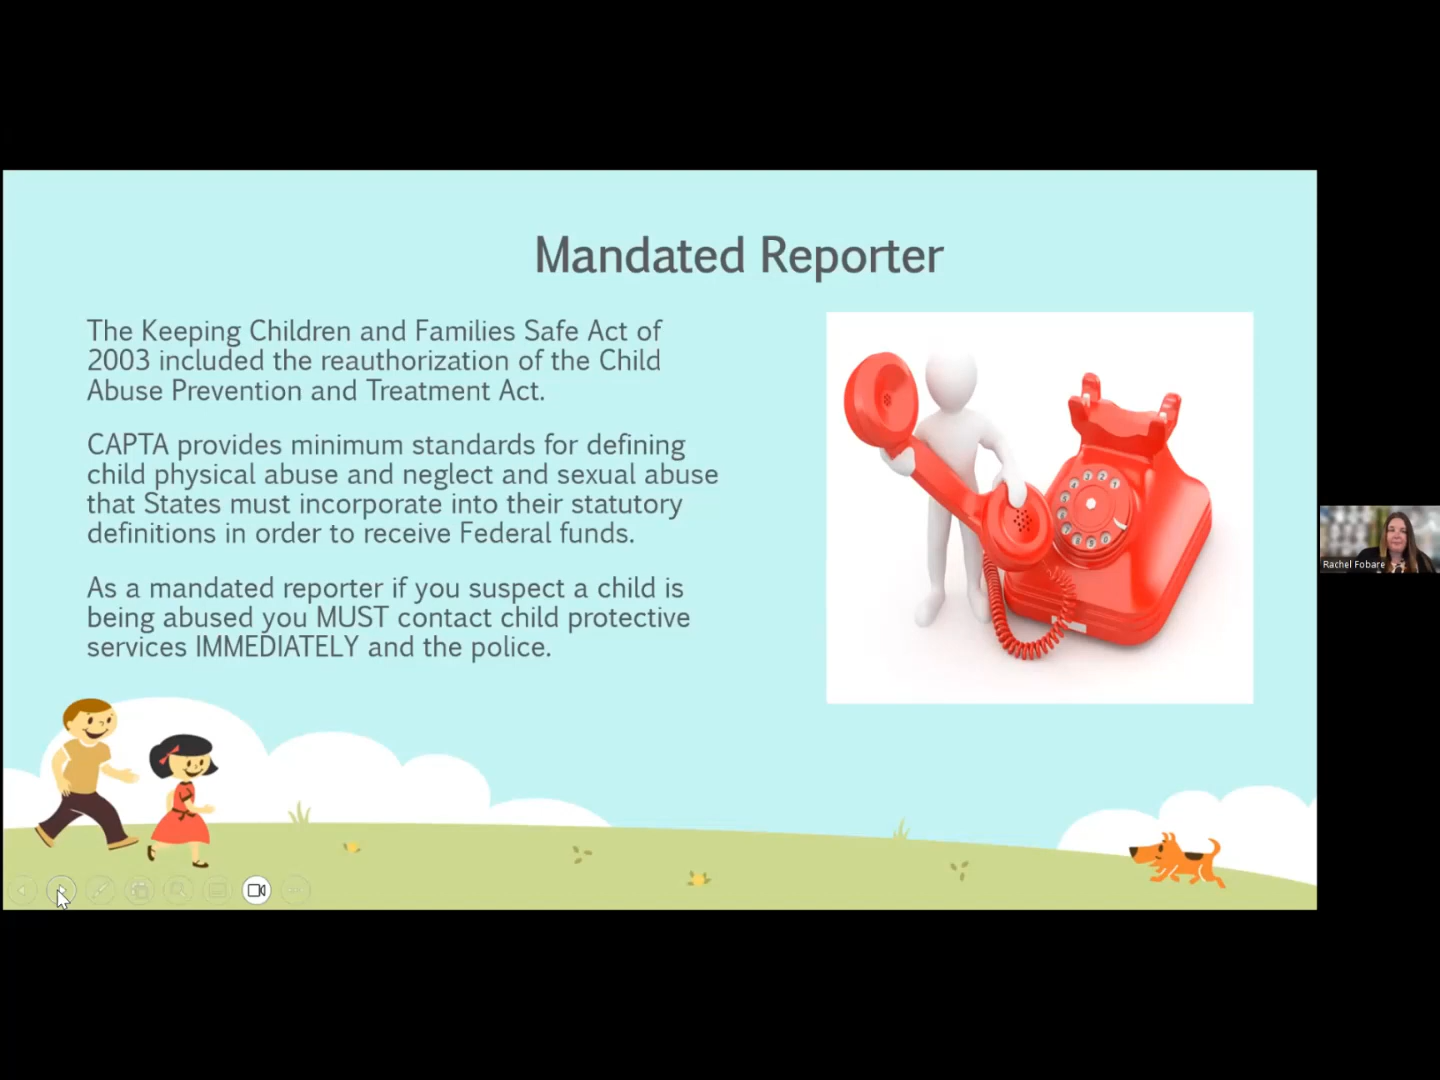 Mandated Reporter
The Keeping Children and Families Safe Act of
2003 included the reauthorization of the Child
Abuse Prevention and Treatment Act.
CAPTA provides minimum standards for defining
child physical abuse and neglect and sexual abuse
that States must incorporate into their statutory
definitions in order to receive Federal funds.
As a mandated reporter if you suspect a child is
being abused you MUST contact child protective
services IMMEDIATELY and the police.
Rachel Fobare